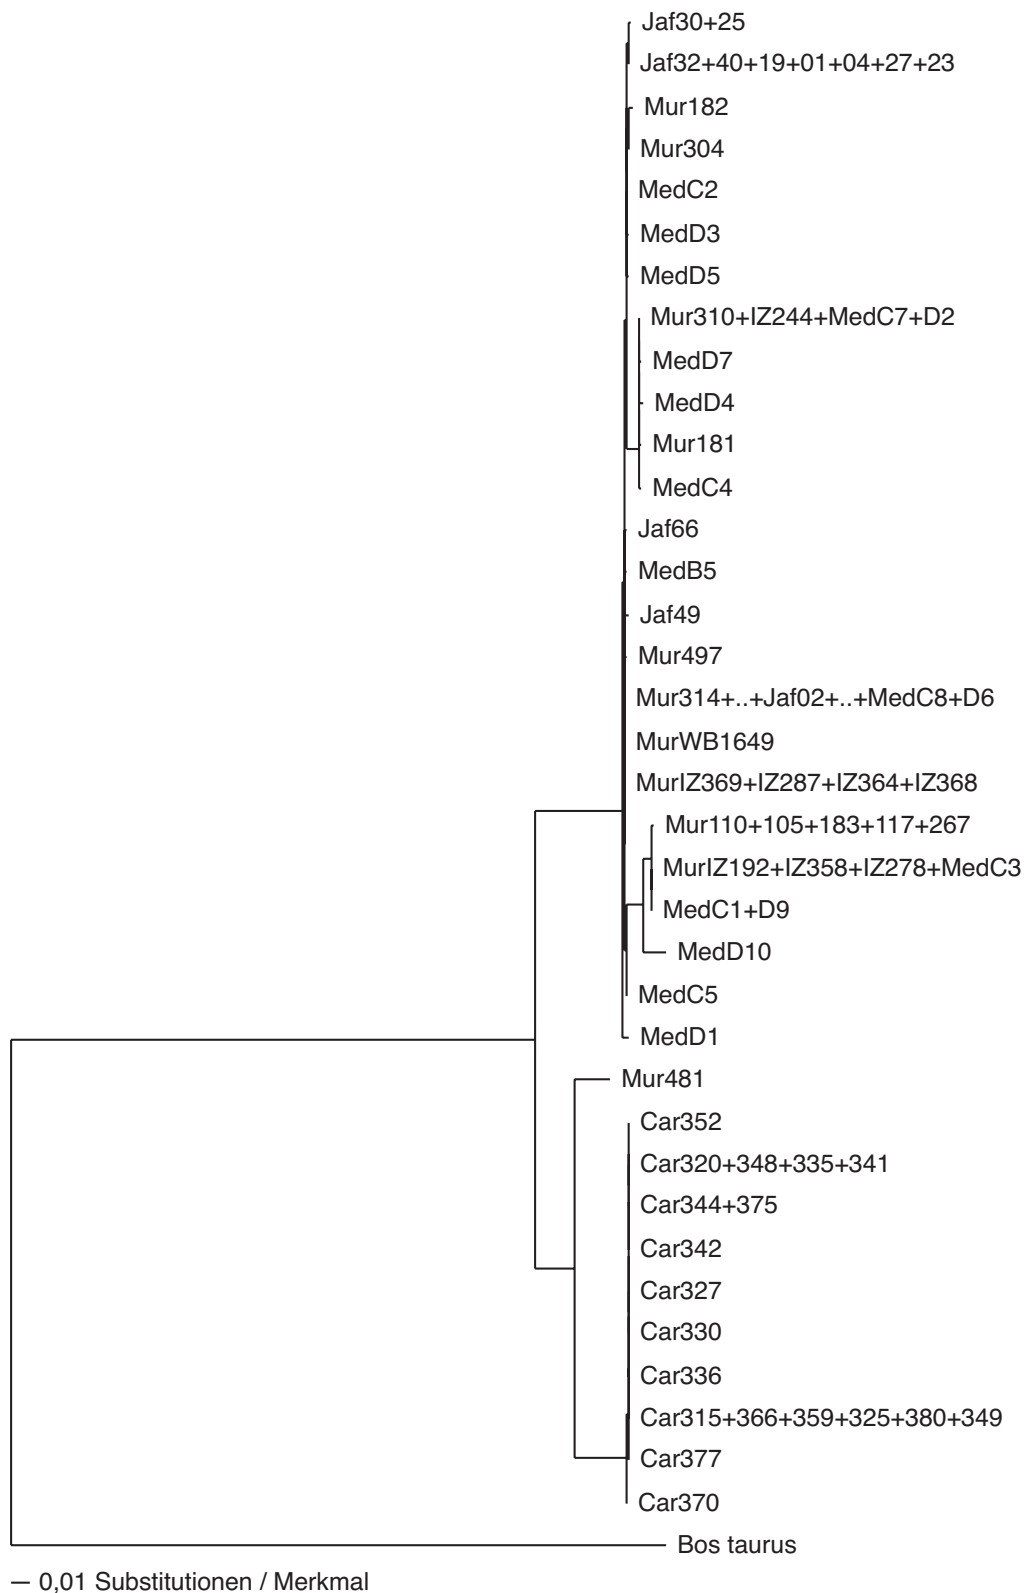 Jaf30+25
Jaf32+40+19+01+04+27+23
Mur182
Mur304
MedC2
MedD3
MedD5
Mur310+IZ244+MedC7+D2
MedD7
MedD4
Mur181
MedC4
Jaf66
MedB5
Jaf49
Mur497
Mur314+..+Jaf02+..+MedC8+D6
MurWB1649
MurIZ369+IZ287+IZ364+IZ368
Mur110+105+183+117+267
MurIZ192+IZ358+IZ278+MedC3
MedC1+D9
MedD10
MedC5
MedD1
Mur481
Car352
Car320+348+335+341
Car344+375
Car342
Car327
Car330
Car336
Car315+366+359+325+380+349
Car377
Car370
Bos taurus
0,01 Substitutionen / Merkmal